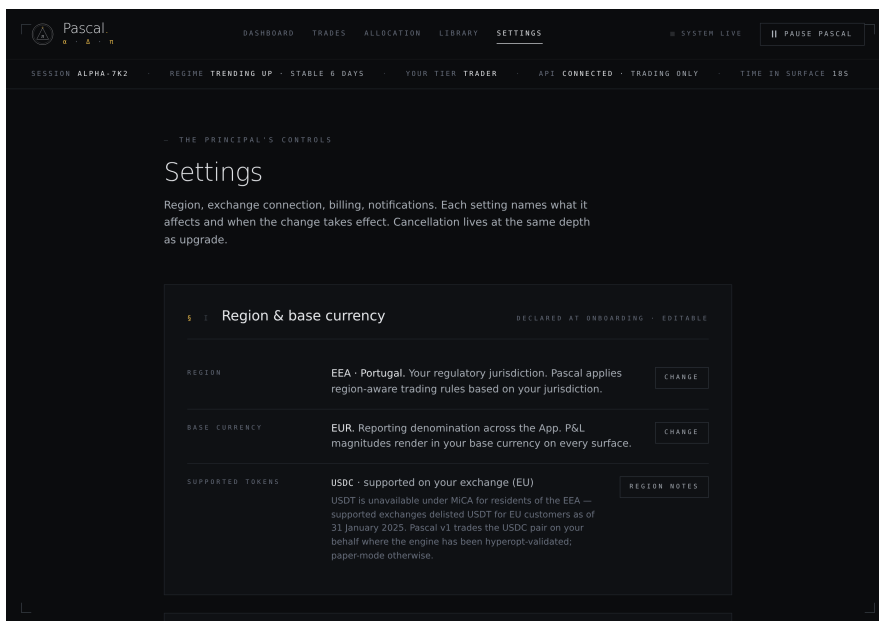 Pascal.
α · Δ · π
DASHBOARD TRADES ALLOCATION LIBRARY SETTINGS
SYSTEM LIVE
PAUSE PASCAL
SESSION ALPHA-7K2 · REGIME TRENDING UP · STABLE 6 DAYS · YOUR TIER TRADER · API CONNECTED · TRADING ONLY · TIME IN SURFACE 18S
— THE PRINCIPAL'S CONTROLS
Settings
Region, exchange connection, billing, notifications. Each setting names what it
affects and when the change takes effect. Cancellation lives at the same depth
as upgrade.
§ I Region & base currency
DECLARED AT ONBOARDING · EDITABLE
REGION
EEA · Portugal. Your regulatory jurisdiction. Pascal applies
region-aware trading rules based on your jurisdiction.
CHANGE
BASE CURRENCY
EUR. Reporting denomination across the App. P&L
magnitudes render in your base currency on every surface.
CHANGE
SUPPORTED TOKENS
USDC · supported on your exchange (EU)
USDT is unavailable under MiCA for residents of the EEA —
supported exchanges delisted USDT for EU customers as of
31 January 2025. Pascal v1 trades the USDC pair on your
behalf where the engine has been hyperopt-validated;
paper-mode otherwise.
REGION NOTES